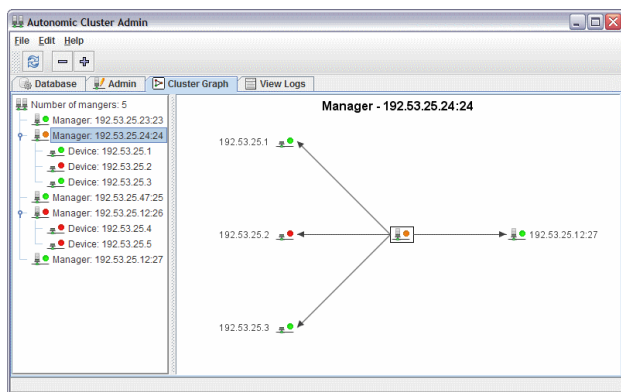 Autonomic Cluster Admin
File Edit Help
Database Admin Cluster Graph View Logs
Number of mangers: 5
Manager: 192.53.25.23:23
Manager: 192.53.25.24:24
Device: 192.53.25.1
Device: 192.53.25.2
Device: 192.53.25.3
Manager: 192.53.25.47:25
Manager: 192.53.25.12:26
Device: 192.53.25.4
Device: 192.53.25.5
Manager: 192.53.25.12:27
Manager - 192.53.25.24:24
192.53.25.1
192.53.25.2
192.53.25.12:27
192.53.25.3